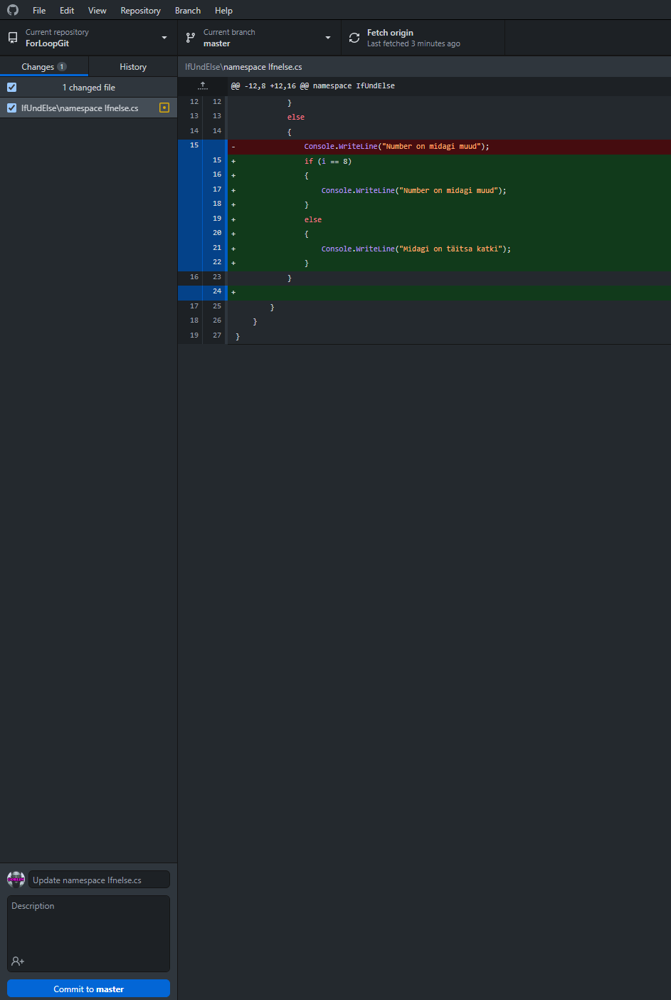 File Edit View Repository Branch Help
Current repository
ForLoopGit
Current branch
master
Fetch origin
Last fetched 3 minutes ago
Changes 1
History
1 changed file
IfUndElse\namespace Ifnelse.cs
IfUndElse\namespace Ifnelse.cs
@@ -12,8 +12,16 @@ namespace IfUndElse
12 12 }
13 13 else
14 14 {
15 - Console.WriteLine("Number on midagi muud");
15 + if (i == 8)
16 + {
17 + Console.WriteLine("Number on midagi muud");
18 + }
19 + else
20 + {
21 + Console.WriteLine("Midagi on täitsa katki");
22 + }
16 23 }
24 +
17 25 }
18 26 }
19 27 }
Update namespace Ifnelse.cs
Description
Commit to master